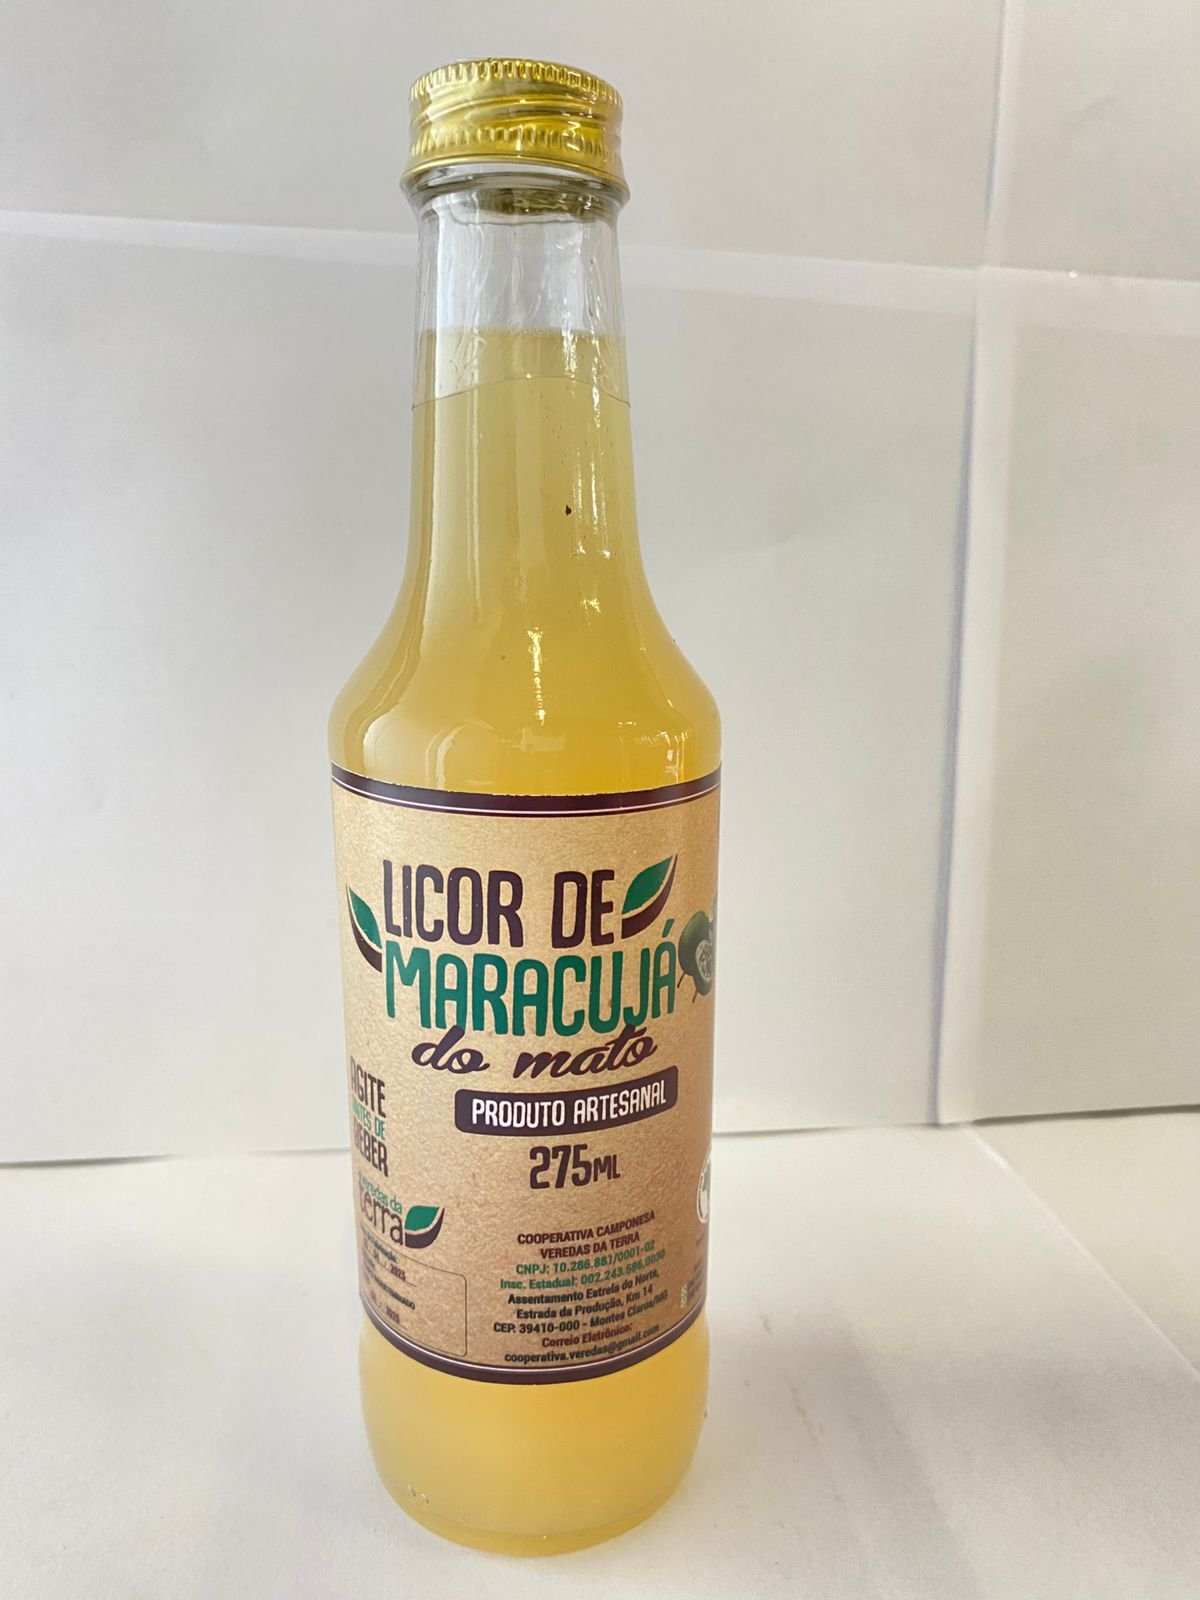 LICOR DE
MARACUJÁ
do mato
PRODUTO ARTESANAL
275ML
AGITE
ANTES DE
BEBER
Veredas da
terra
2025
2025
COOPERATIVA CAMPONESA
VEREDAS DA TERRA
CNPJ: 10.286.881/0001-02
Insc. Estadual: 002.243.586.0030
Assentamento Estrela do Norte,
Estrada da Produção, Km 14
CEP. 39410-000 - Montes Claros/MG
Correio Eletrônico:
cooperativa.veredas@gmail.com